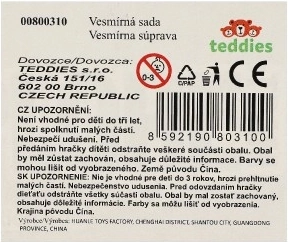 00800310
Vesmírná sada
Vesmírna súprava
teddies
Dovozce/Dovozca:
TEDDIES s.r.o.
Česká 151/16
602 00 Brno
CZECH REPUBLIC
0-3
C/PAP
CZ UPOZORNĚNÍ:
Není vhodné pro děti do tří let,
hrozí spolknutí malých částí.
Nebezpečí udušení. Před
8 592190 803100
předáním hračky dítěti odstraňte veškeré součásti obalu. Obal
by měl zůstat zachován, obsahuje důležité informace. Barvy se
mohou lišit od vyobrazeného. Země původu Čína.
SK UPOZORNENIE: Nie je vhodné pre deti do 3 rokov, hrozí prehltnutím
malých častí. Nebezpečenstvo udusenia. Pred odovzdaním hračky
dieťaťu odstráňte všetky súčasti obalu. Obal by mal zostať zachovaný,
obsahuje dôležité informácie. Farby sa môžu líšiť od vyobrazených.
Krajina pôvodu Čína.
Výrobce/Výrobca: HUANLE TOYS FACTORY, CHENGHAI DISTRICT, SHANTOU CITY, GUANGDONG
PROVINCE, CHINA